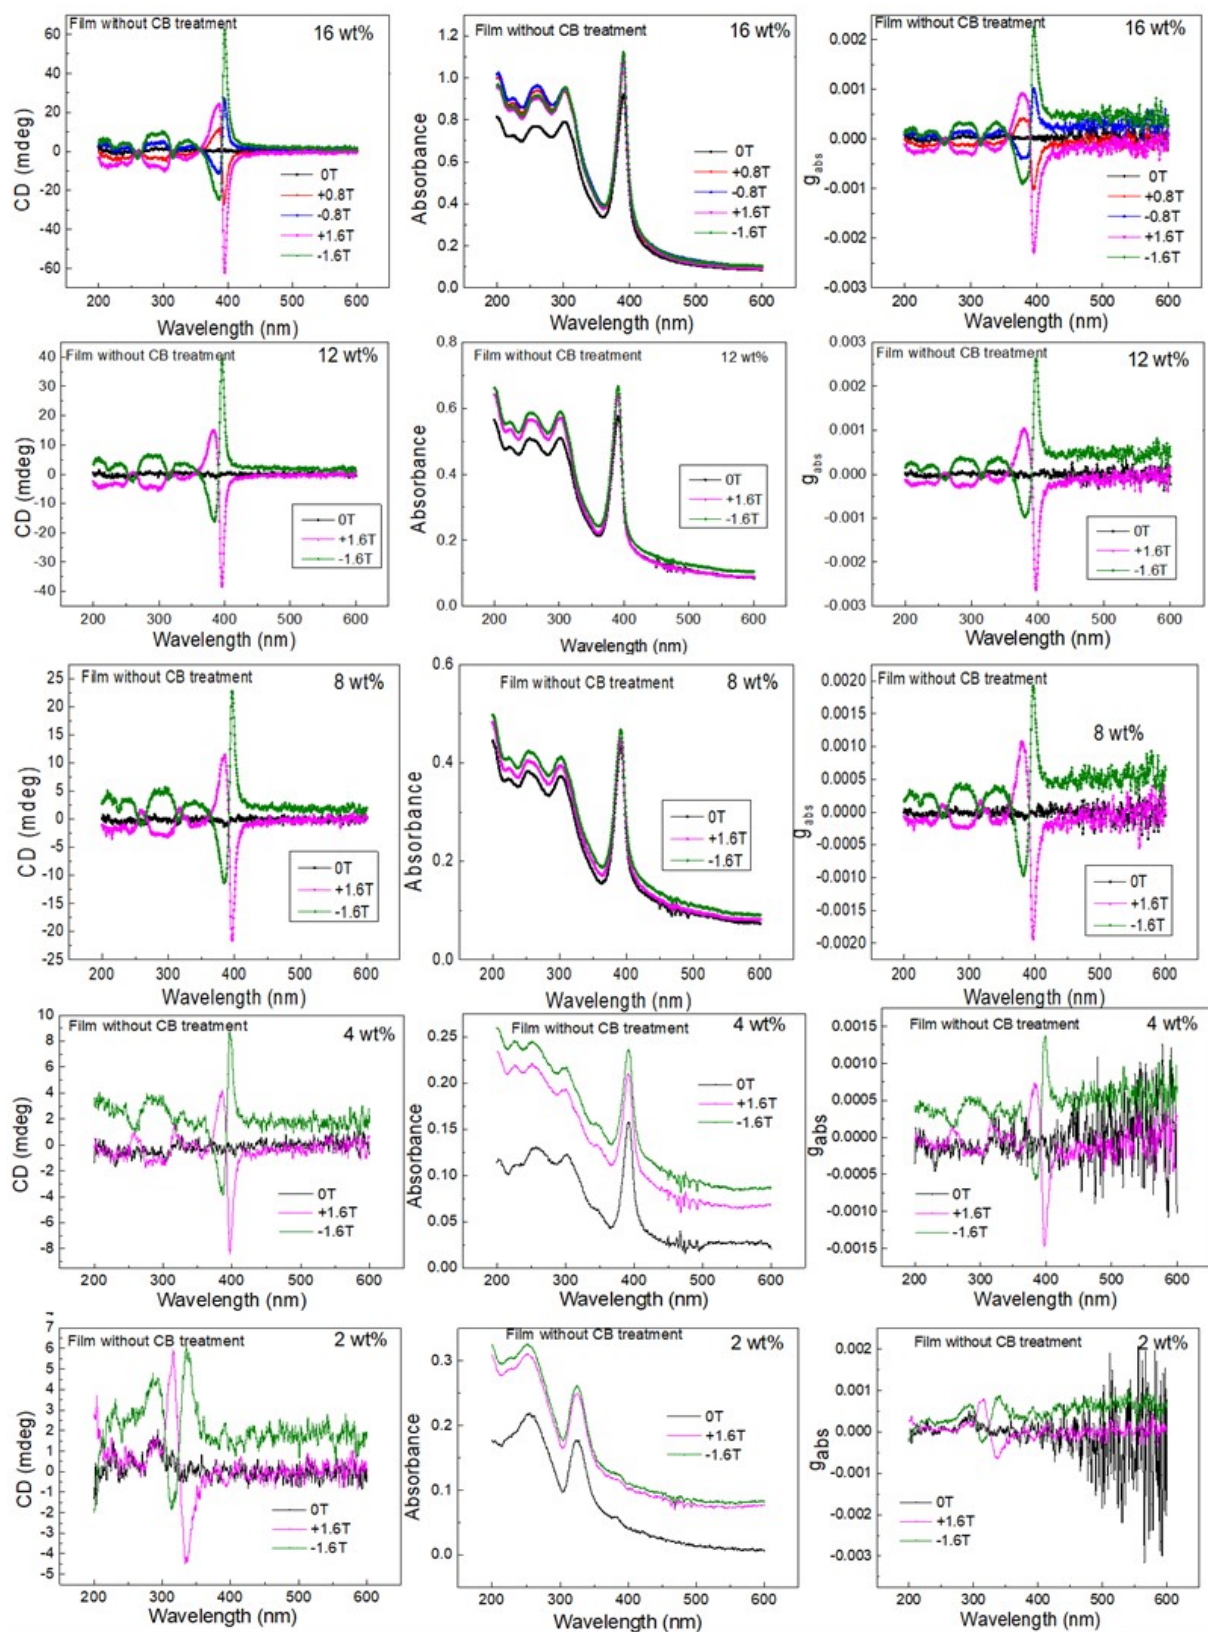 Film without CB treatment
16 wt%
60
40
20
0
-20
-40
-60
CD (mdeg)
0T
+0.8T
-0.8T
+1.6T
-1.6T
200 300 400 500 600
Wavelength (nm)
Film without CB treatment
16 wt%
1.2
1.0
0.8
0.6
0.4
0.2
0.0
Absorbance
0T
+0.8T
-0.8T
+1.6T
-1.6T
200 300 400 500 600
Wavelength (nm)
Film without CB treatment
16 wt%
0.002
0.001
0.000
-0.001
-0.002
-0.003
gabs
0T
+0.8T
-0.8T
+1.6T
-1.6T
200 300 400 500 600
Wavelength (nm)
Film without CB treatment
12 wt%
40
30
20
10
0
-10
-20
-30
-40
CD (mdeg)
0T
+1.6T
-1.6T
200 300 400 500 600
Wavelength (nm)
Film without CB treatment
12 wt%
0.8
0.6
0.4
0.2
0.0
Absorbance
0T
+1.6T
-1.6T
200 300 400 500 600
Wavelength (nm)
Film without CB treatment
12 wt%
0.003
0.002
0.001
0.000
-0.001
-0.002
-0.003
gabs
0T
+1.6T
-1.6T
200 300 400 500 600
Wavelength (nm)
Film without CB treatment
8 wt%
25
20
15
10
5
0
-5
-10
-15
-20
-25
CD (mdeg)
0T
+1.6T
-1.6T
200 300 400 500 600
Wavelength (nm)
Film without CB treatment
8 wt%
0.6
0.4
0.2
0.0
Absorbance
0T
+1.6T
-1.6T
200 300 400 500 600
Wavelength (nm)
Film without CB treatment
8 wt%
0.0020
0.0015
0.0010
0.0005
0.0000
-0.0005
-0.0010
-0.0015
-0.0020
gabs
0T
+1.6T
-1.6T
200 300 400 500 600
Wavelength (nm)
Film without CB treatment
4 wt%
10
8
6
4
2
0
-2
-4
-6
-8
CD (mdeg)
0T
+1.6T
-1.6T
200 300 400 500 600
Wavelength (nm)
Film without CB treatment
4 wt%
0.25
0.20
0.15
0.10
0.05
0.00
Absorbance
0T
+1.6T
-1.6T
200 300 400 500 600
Wavelength (nm)
Film without CB treatment
4 wt%
0.0015
0.0010
0.0005
0.0000
-0.0005
-0.0010
-0.0015
gabs
0T
+1.6T
-1.6T
200 300 400 500 600
Wavelength (nm)
Film without CB treatment
2 wt%
7
6
5
4
3
2
1
0
-1
-2
-3
-4
-5
CD (mdeg)
0T
+1.6T
-1.6T
200 300 400 500 600
Wavelength (nm)
Film without CB treatment
2 wt%
0.3
0.2
0.1
0.0
Absorbance
0T
+1.6T
-1.6T
200 300 400 500 600
Wavelength (nm)
Film without CB treatment
2 wt%
0.002
0.001
0.000
-0.001
-0.002
-0.003
gabs
0T
+1.6T
-1.6T
200 300 400 500 600
Wavelength (nm)